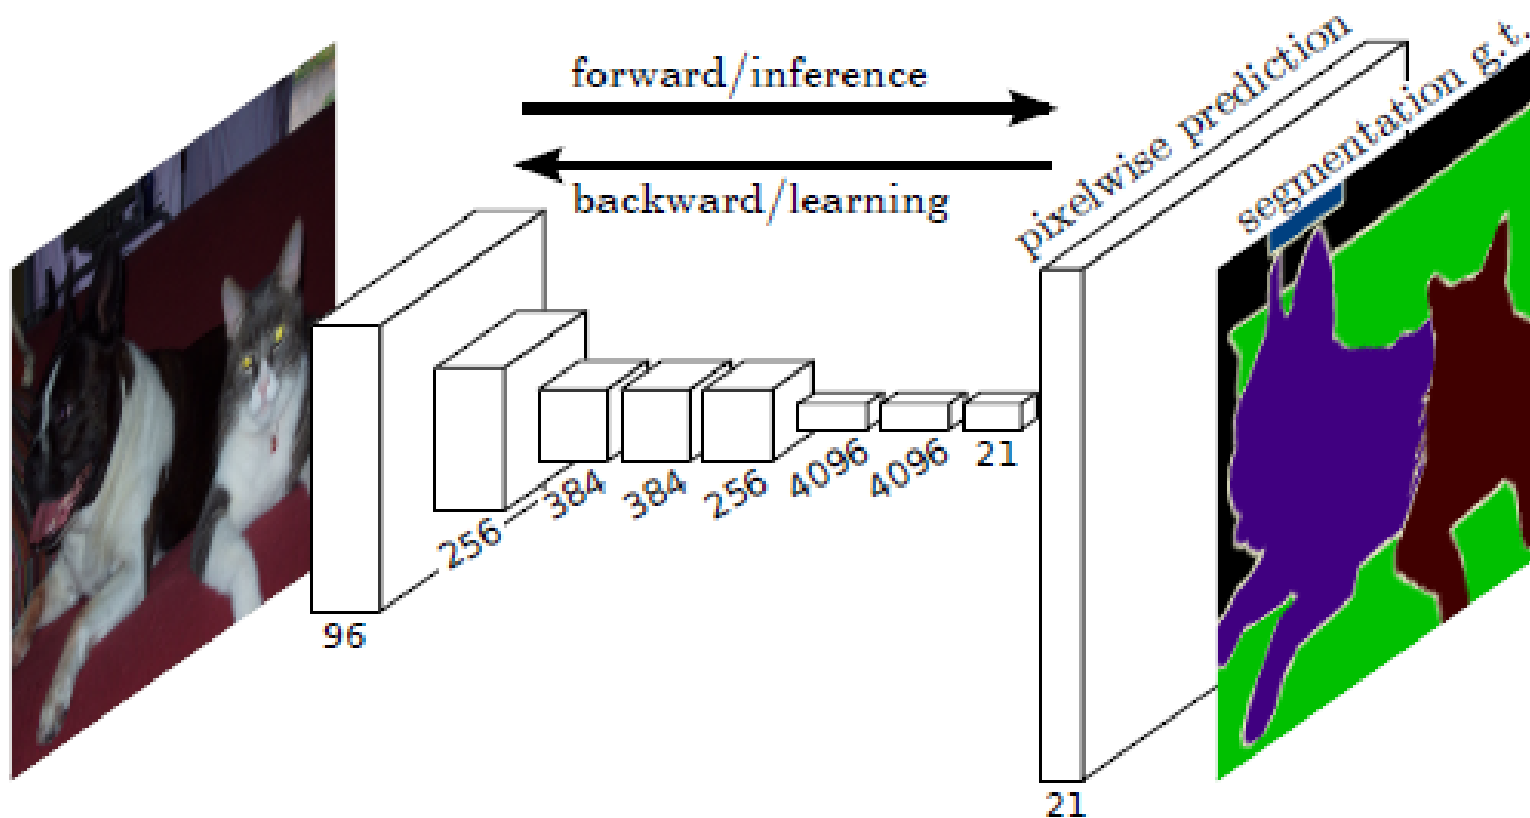 forward/inference
backward/learning
pixelwise prediction
segmentation g.t.
96
256
384
384
256
4096
4096
21
21